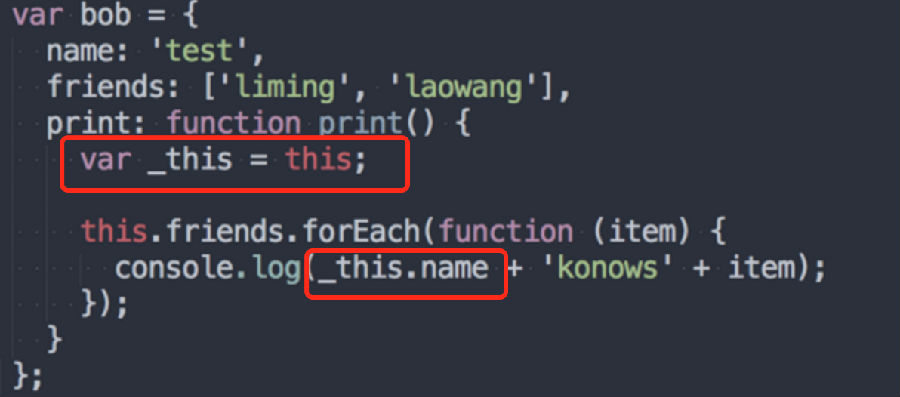 var bob = {
name: 'test',
friends: ['liming', 'laowang'],
print: function print() {
var _this = this;
this.friends.forEach(function (item) {
console.log(_this.name + 'konows' + item);
});
}
};